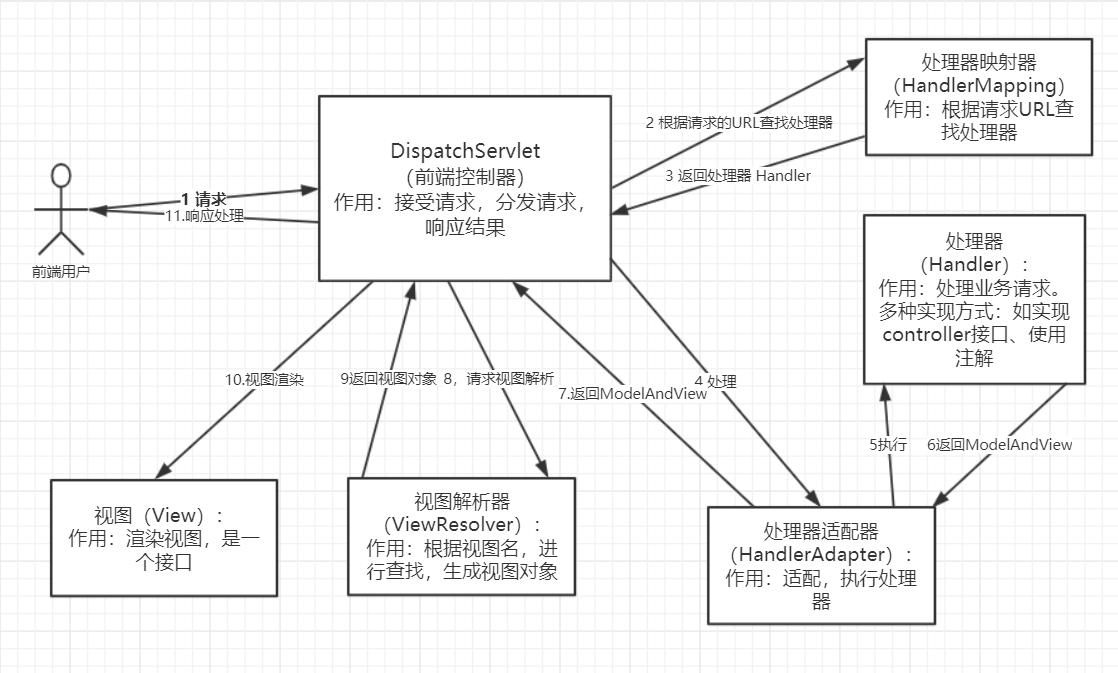 处理器映射器
（HandlerMapping）
作用：根据请求URL查
找处理器
DispatchServlet
（前端控制器）
作用：接受请求，分发请求，
响应结果
2 根据请求的URL查找处理器
3 返回处理器 Handler
1 请求
11.响应处理
前端用户
处理器
（Handler）：
作用：处理业务请求。
多种实现方式：如实现
controller接口、使用
注解
10.视图渲染
9返回视图对象
8，请求视图解析
7.返回ModelAndView
4 处理
5执行
6返回ModelAndView
视图（View）：
作用：渲染视图，是一
个接口
视图解析器
（ViewResolver）：
作用：根据视图名，进
行查找，生成视图对象
处理器适配器
（HandlerAdapter）：
作用：适配，执行处理
器